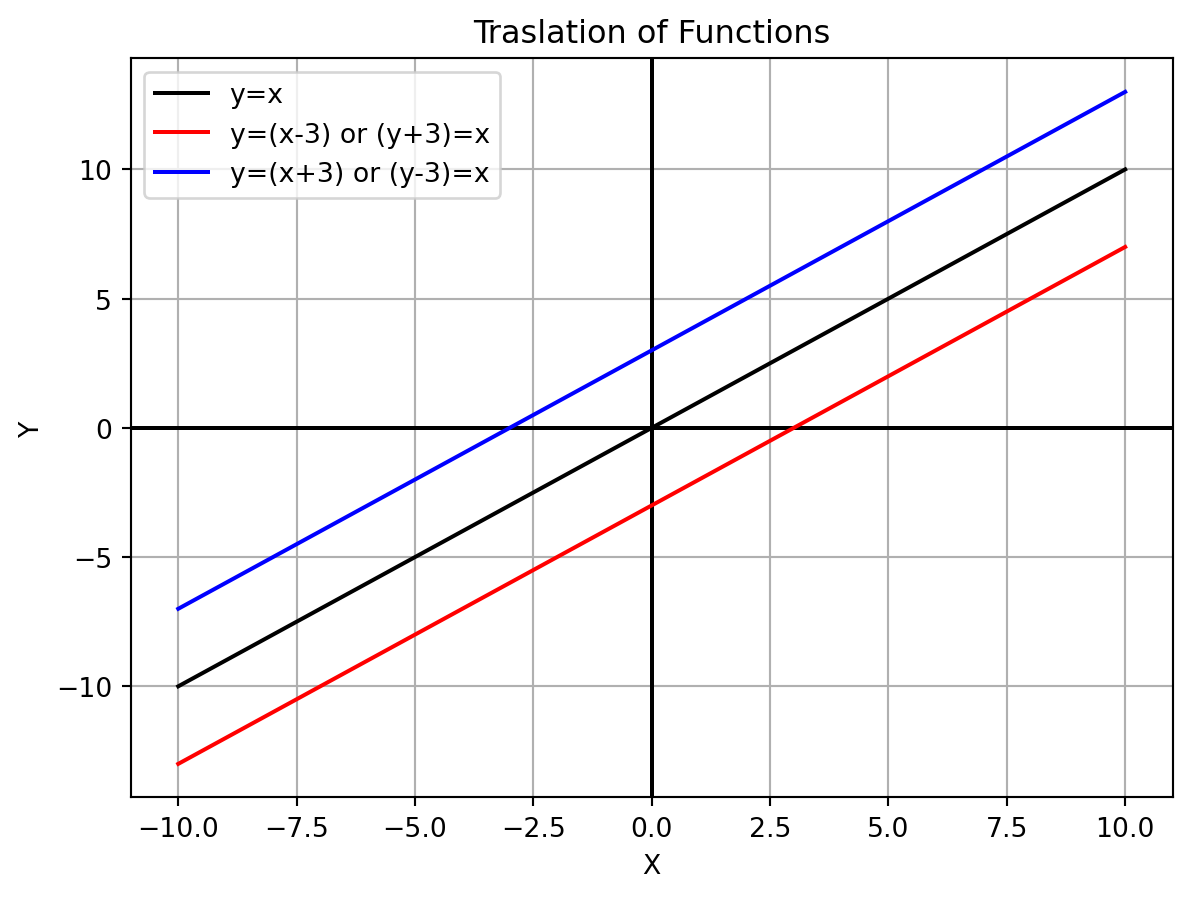 Traslation of Functions
y=x
y=(x-3) or (y+3)=x
y=(x+3) or (y-3)=x
10
5
0
−5
−10
Y
−10.0 −7.5 −5.0 −2.5 0.0 2.5 5.0 7.5 10.0
X